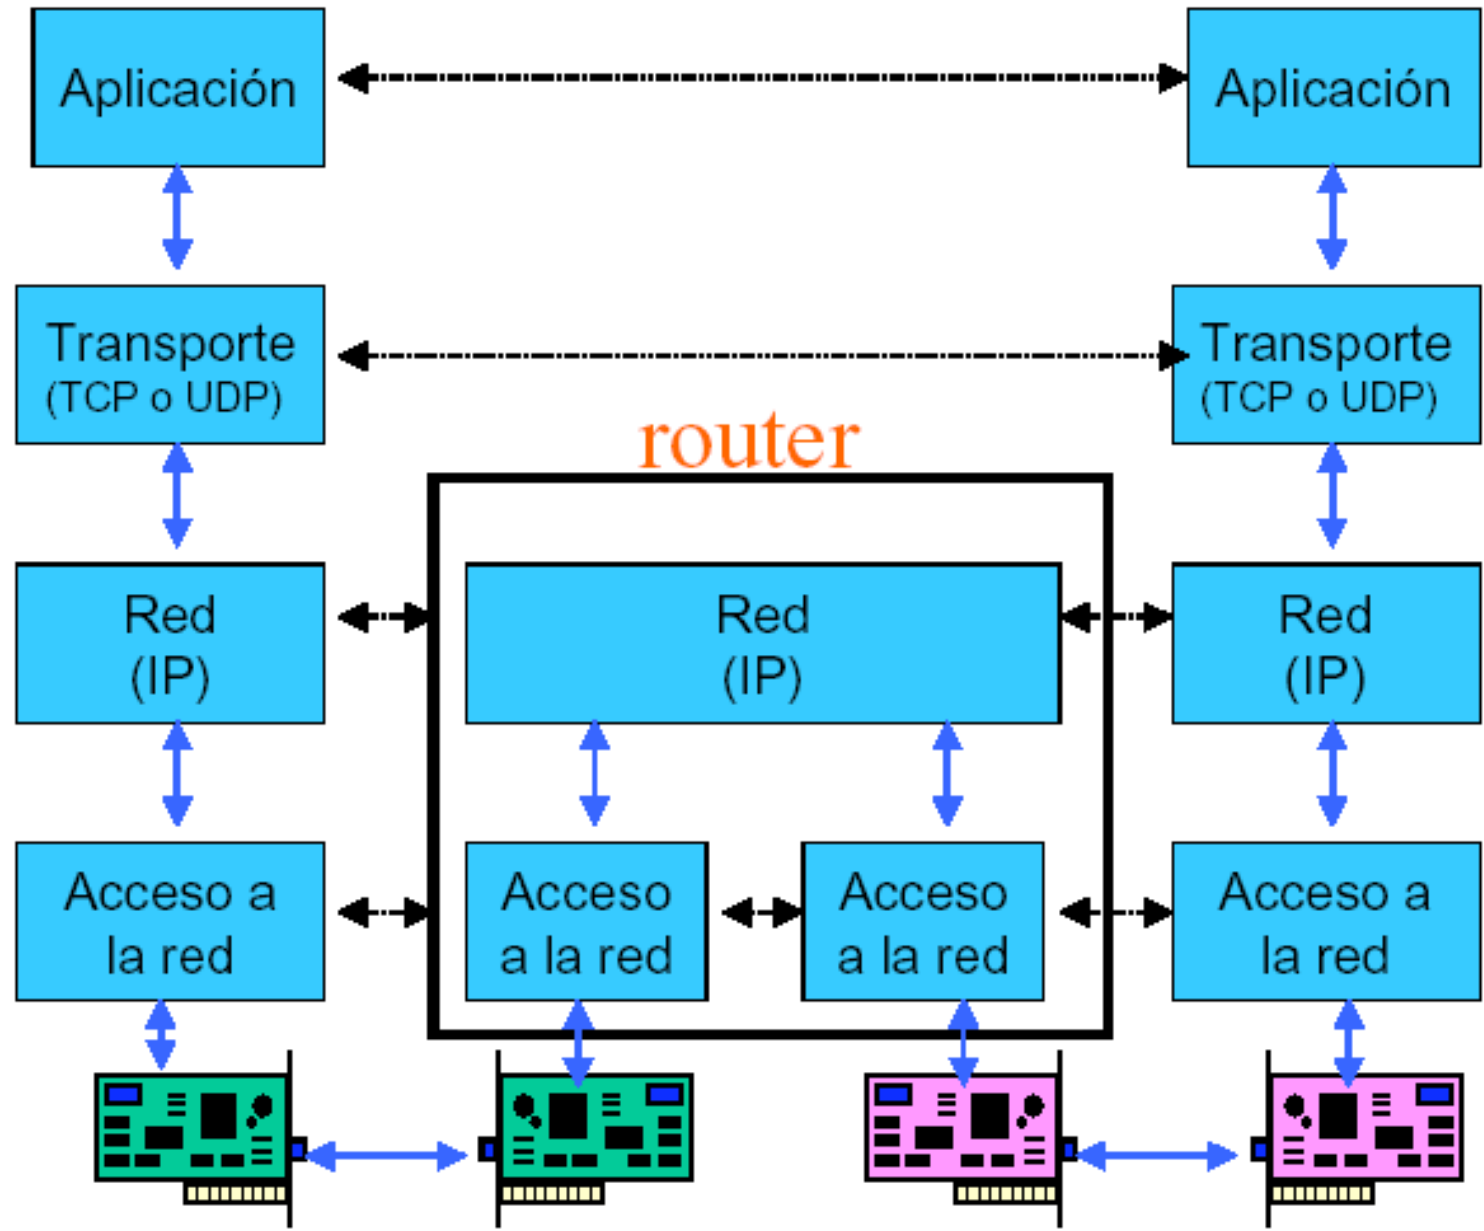 Aplicación
Aplicación
Transporte
(TCP o UDP)
Transporte
(TCP o UDP)
router
Red
(IP)
Red
(IP)
Red
(IP)
Acceso a
la red
Acceso
a la red
Acceso
a la red
Acceso a
la red